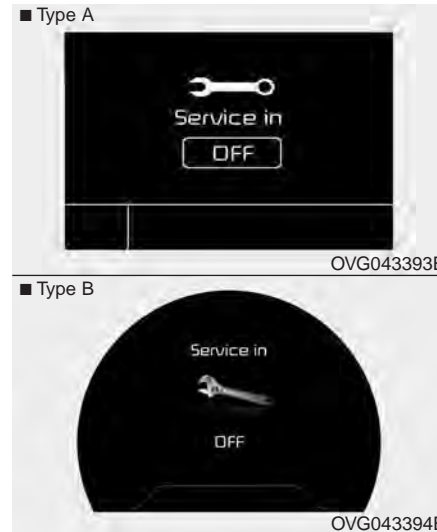 ■ Type A
Service in
OFF
OVG043393E
■ Type B
Service in
OFF
OVG043394E